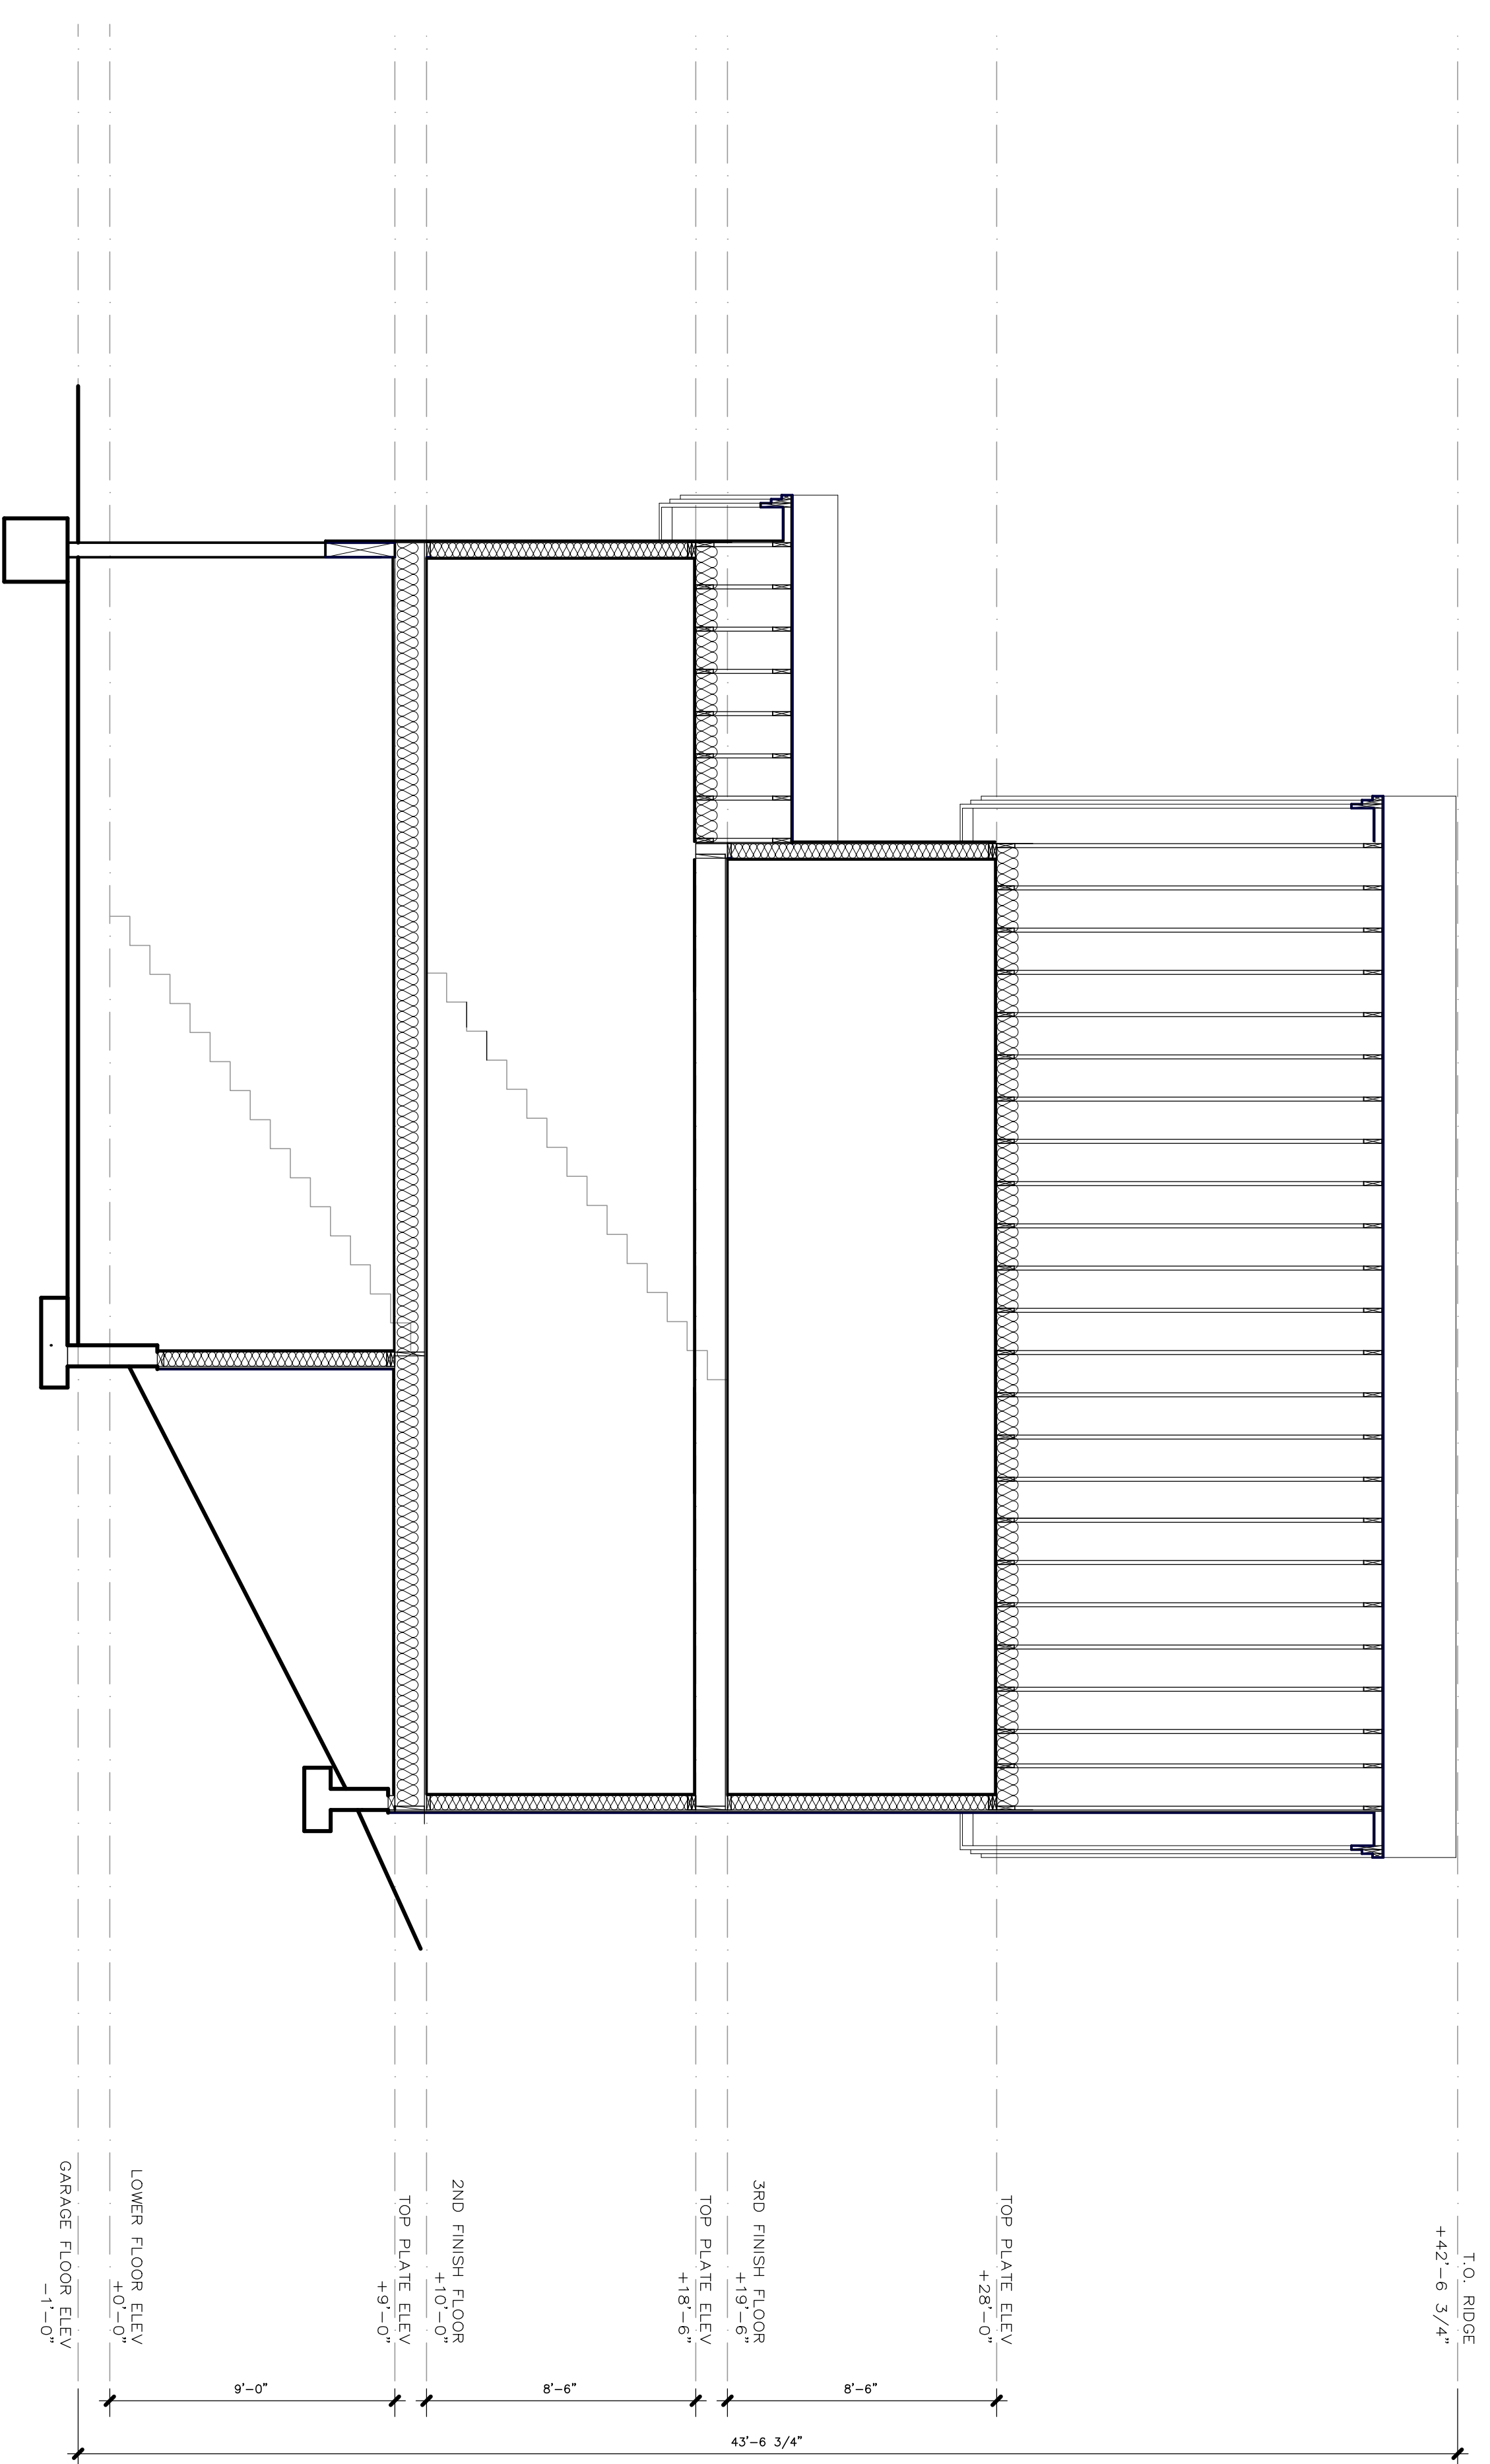 T.O. RIDGE
+42'-6 3/4"
TOP PLATE ELEV
+28'-0"
3RD FINISH FLOOR
+19'-6"
TOP PLATE ELEV
+18'-6"
2ND FINISH FLOOR
+10'-0"
TOP PLATE ELEV
+9'-0"
LOWER FLOOR ELEV
+0'-0"
GARAGE FLOOR ELEV
-1'-0"
8'-6"
8'-6"
9'-0"
43'-6 3/4"